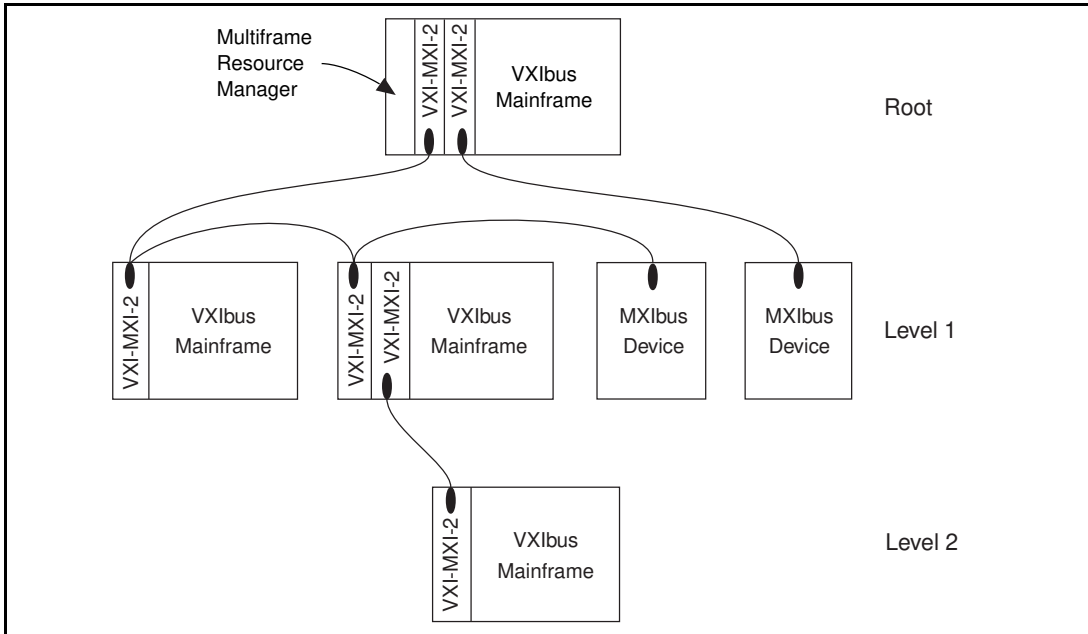 Multiframe
Resource
Manager
VXI-MXI-2
VXI-MXI-2
VXIbus
Mainframe
Root
VXI-MXI-2
VXIbus
Mainframe
VXI-MXI-2
VXI-MXI-2
VXIbus
Mainframe
MXIbus
Device
MXIbus
Device
Level 1
VXI-MXI-2
VXIbus
Mainframe
Level 2